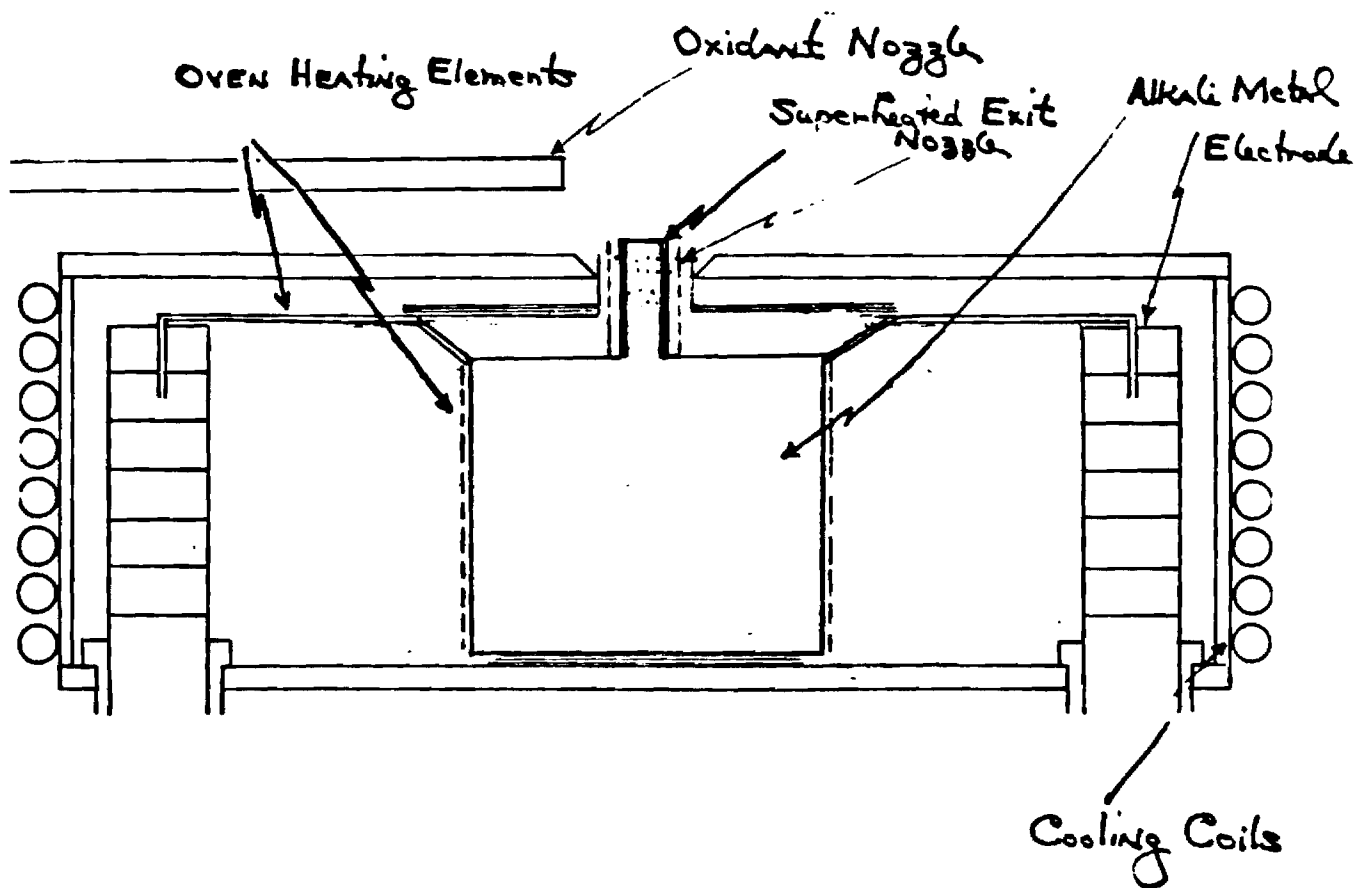 Oxidant Nozzle
OVEN Heating Elements
Superheated Exit
Nozzle
Alkali Metal
Electrode
Cooling Coils